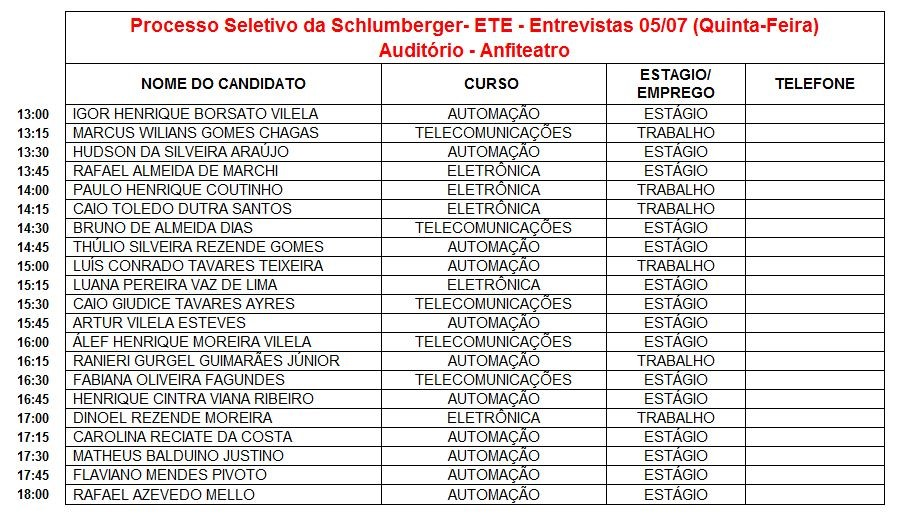 Processo Seletivo da Schlumberger- ETE - Entrevistas 05/07 (Quinta-Feira)
Auditório - Anfiteatro
NOME DO CANDIDATO CURSO ESTAGIO/ EMPREGO TELEFONE
13:00 IGOR HENRIQUE BORSATO VILELA AUTOMAÇÃO ESTÁGIO
13:15 MARCUS WILIANS GOMES CHAGAS TELECOMUNICAÇÕES TRABALHO
13:30 HUDSON DA SILVEIRA ARAÚJO AUTOMAÇÃO ESTÁGIO
13:45 RAFAEL ALMEIDA DE MARCHI ELETRÔNICA ESTÁGIO
14:00 PAULO HENRIQUE COUTINHO ELETRÔNICA TRABALHO
14:15 CAIO TOLEDO DUTRA SANTOS ELETRÔNICA TRABALHO
14:30 BRUNO DE ALMEIDA DIAS TELECOMUNICAÇÕES ESTÁGIO
14:45 THÚLIO SILVEIRA REZENDE GOMES AUTOMAÇÃO ESTÁGIO
15:00 LUÍS CONRADO TAVARES TEIXEIRA AUTOMAÇÃO TRABALHO
15:15 LUANA PEREIRA VAZ DE LIMA ELETRÔNICA ESTÁGIO
15:30 CAIO GIUDICE TAVARES AYRES TELECOMUNICAÇÕES ESTÁGIO
15:45 ARTUR VILELA ESTEVES AUTOMAÇÃO ESTÁGIO
16:00 ÁLEF HENRIQUE MOREIRA VILELA TELECOMUNICAÇÕES ESTÁGIO
16:15 RANIERI GURGEL GUIMARÃES JÚNIOR AUTOMAÇÃO TRABALHO
16:30 FABIANA OLIVEIRA FAGUNDES TELECOMUNICAÇÕES ESTÁGIO
16:45 HENRIQUE CINTRA VIANA RIBEIRO AUTOMAÇÃO ESTÁGIO
17:00 DINOEL REZENDE MOREIRA ELETRÔNICA TRABALHO
17:15 CAROLINA RECIATE DA COSTA AUTOMAÇÃO ESTÁGIO
17:30 MATHEUS BALDUINO JUSTINO AUTOMAÇÃO ESTÁGIO
17:45 FLAVIANO MENDES PIVOTO AUTOMAÇÃO ESTÁGIO
18:00 RAFAEL AZEVEDO MELLO AUTOMAÇÃO ESTÁGIO